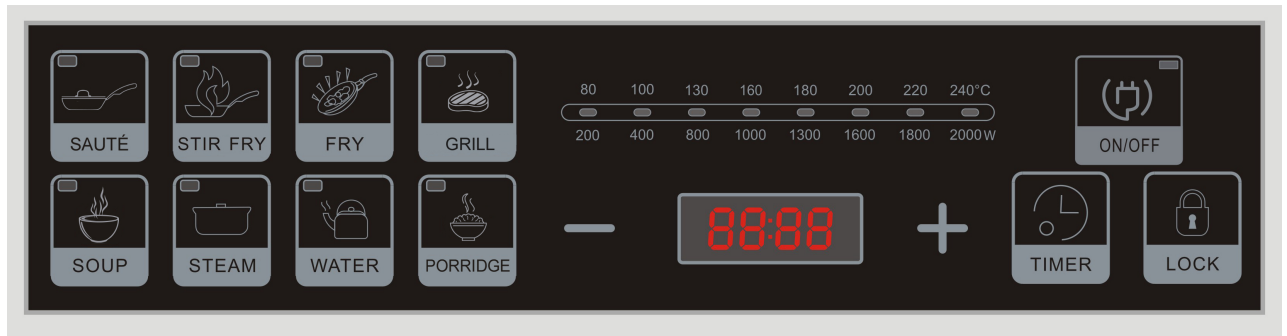 SAUTÉ
STIR FRY
FRY
GRILL
80 100 130 160 180 200 220 240°C
200 400 800 1000 1300 1600 1800 2000W
ON/OFF
SOUP
STEAM
WATER
PORRIDGE
88:88
TIMER
LOCK